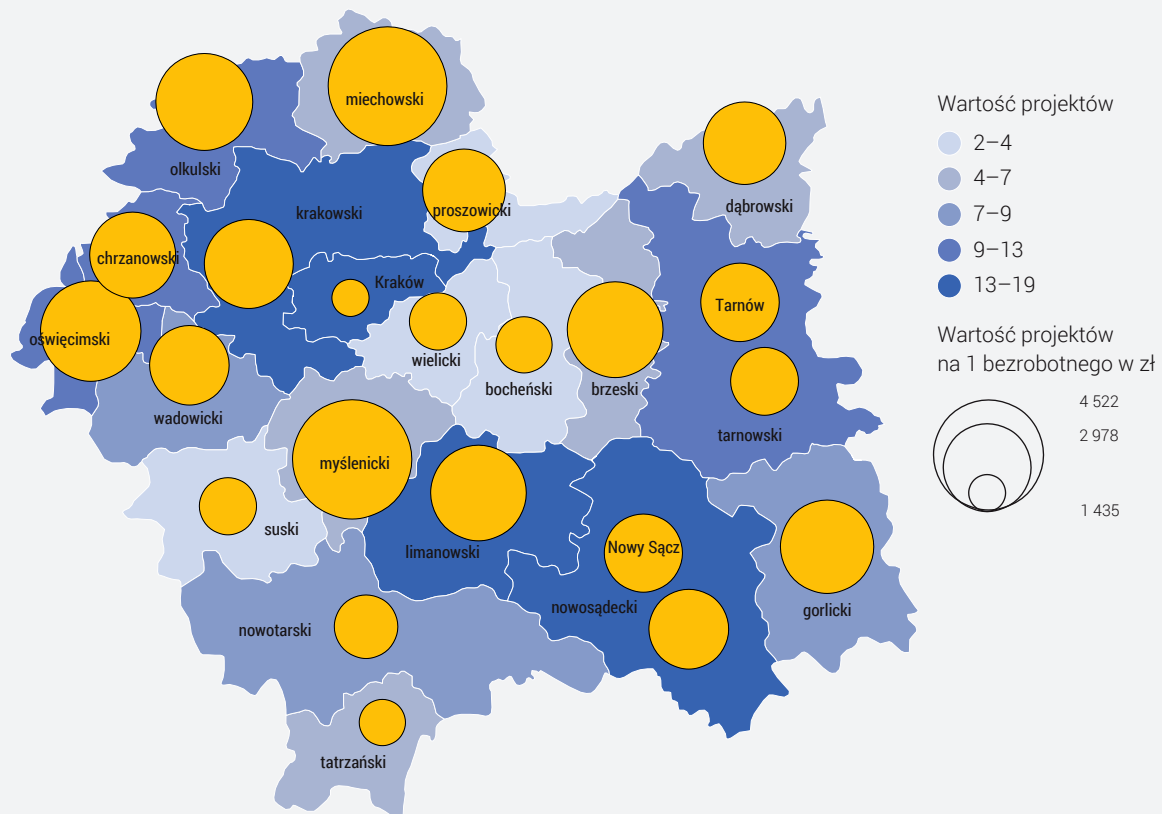 miechowski
olkulski
proszowicki
krakowski
dąbrowski
chrzanowski
Kraków
Tarnów
oświęcimski
wielicki
bocheński
brzeski
wadowicki
tarnowski
myślenicki
suski
limanowski
Nowy Sącz
nowosądecki
gorlicki
nowotarski
tatrzański
Wartość projektów
2–4
4–7
7–9
9–13
13–19
Wartość projektów
na 1 bezrobotnego w zł
4 522
2 978
1 435